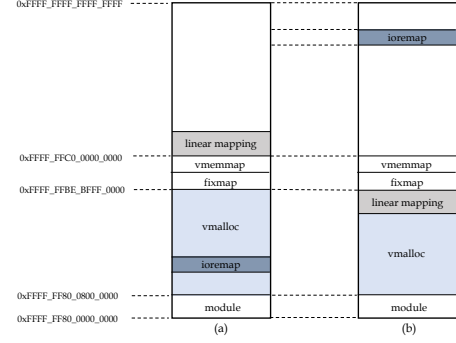 0xFFFF_FFFF_FFFF_FFFF
ioremap
linear mapping
0xFFFF_FFC0_0000_0000
vmemmap
vmemmap
fixmap
fixmap
0xFFFF_FFBE_BFFF_0000
linear mapping
vmalloc
vmalloc
ioremap
0xFFFF_FF80_0800_0000
module
module
0xFFFF_FF80_0000_0000
(a)
(b)